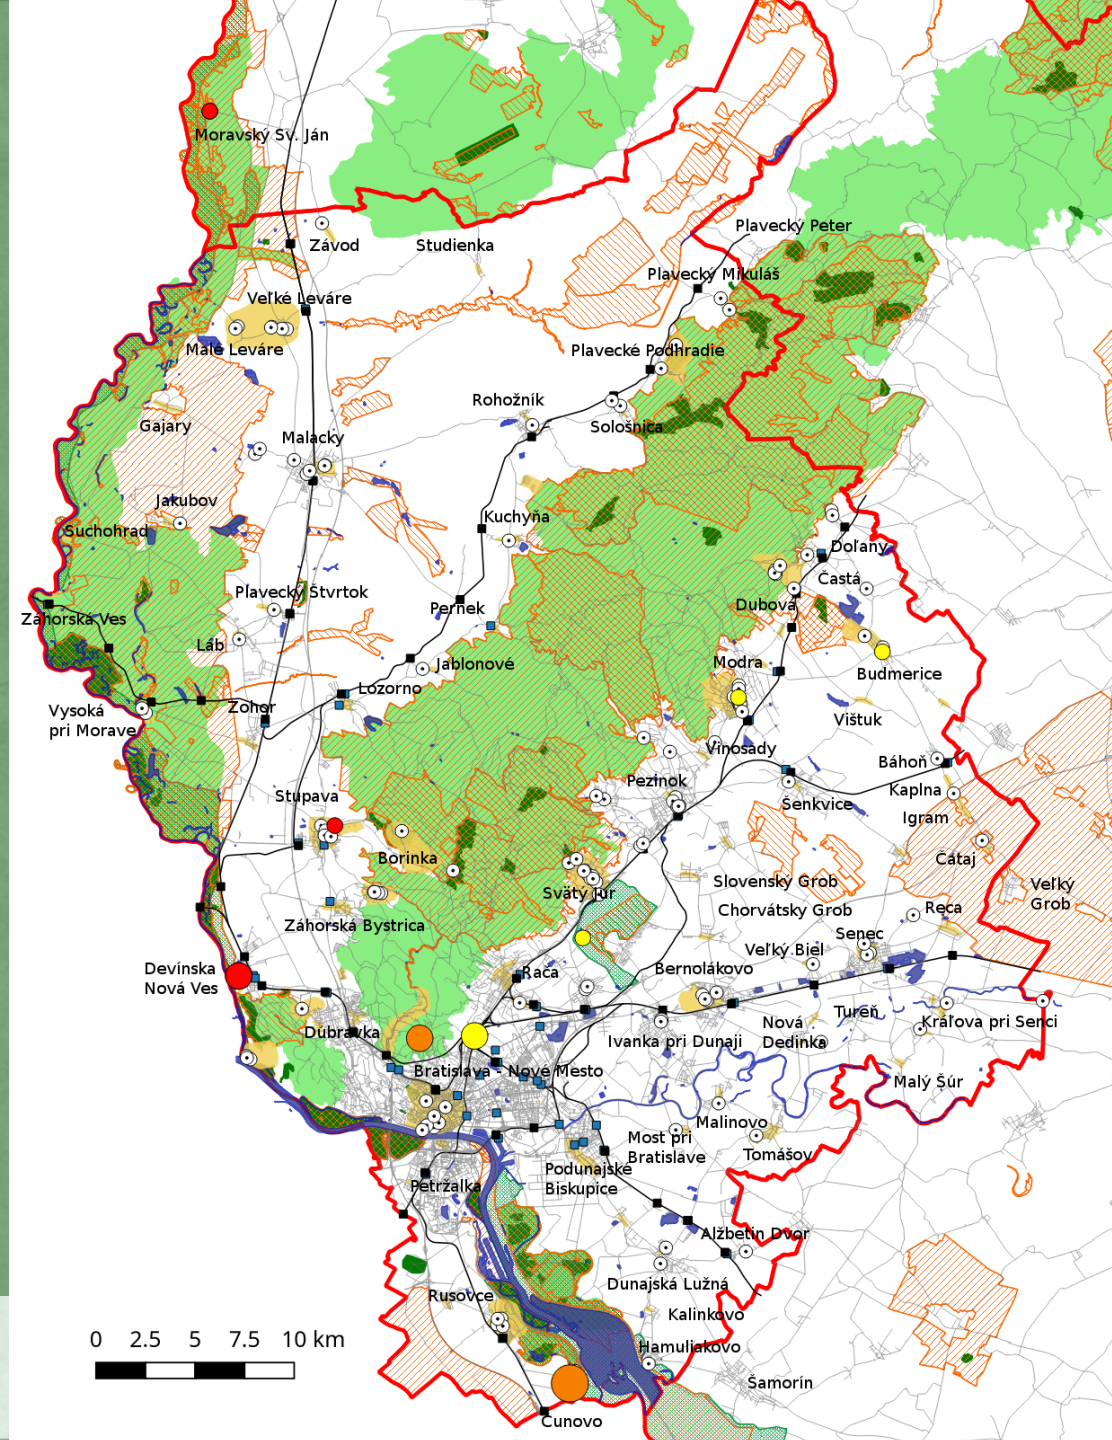 Moravský Sv. Ján
Závod
Studienka
Plavecký Peter
Plavecký Mikuláš
Veľké Leváre
Malé Leváre
Plavecké Podhradie
Rohožník
Sološnica
Gajary
Malacky
Jakubov
Suchohrad
Kuchyňa
Doľany
Častá
Plavecký Štvrtok
Pernek
Dubová
Záhorská Ves
Láb
Jablonové
Modra
Budmerice
Lozorno
Zohor
Vysoká
pri Morave
Vištuk
Vinosady
Báhoň
Pezinok
Kaplna
Stupava
Šenkvice
Igram
Borinka
Čataj
Svätý Jur
Slovenský Grob
Veľký
Grob
Záhorská Bystrica
Chorvátsky Grob
Reca
Senec
Veľký Biel
Devínska
Nová Ves
Rača
Bernolákovo
Tureň
Nová
Dedinka
Kráľova pri Senci
Dúbravka
Ivanka pri Dunaji
Bratislava - Nové Mesto
Malý Šúr
Malinovo
Most pri
Bratislave
Tomášov
Podunajské
Biskupice
Petržalka
Alžbetin Dvor
Dunajská Lužná
Rusovce
Kalinkovo
0 2.5 5 7.5 10 km
Hamuliakovo
Šamorín
Čunovo